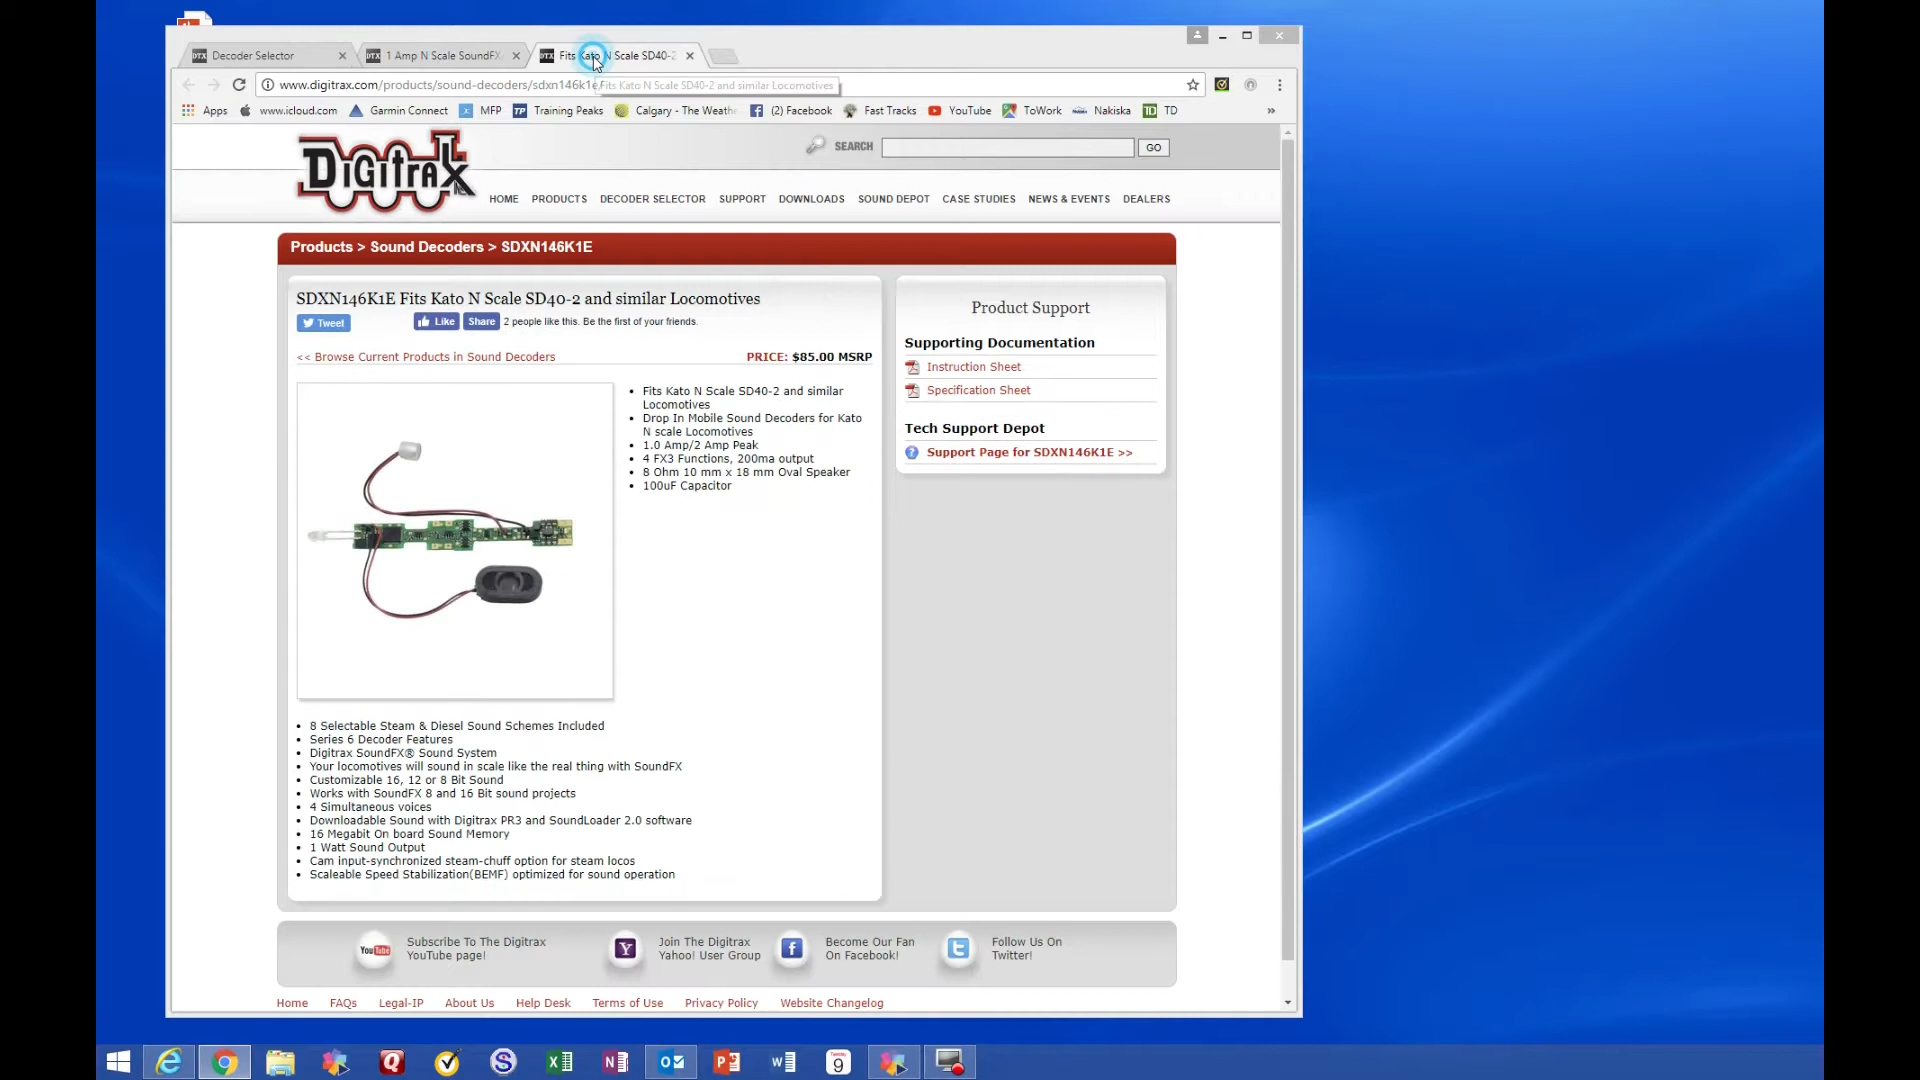 Decoder Selector
1 Amp N Scale SoundFX
Fits Kato N Scale SD40-2
www.digitrax.com/products/sound-decoders/sdxn146k1e/
Fits Kato N Scale SD40-2 and similar Locomotives
Apps
www.icloud.com
Garmin Connect
MFP
Training Peaks
Calgary - The Weathe
(2) Facebook
Fast Tracks
YouTube
ToWork
Nakiska
TD
»
DIGITRAX
SEARCH
GO
HOME PRODUCTS DECODER SELECTOR SUPPORT DOWNLOADS SOUND DEPOT CASE STUDIES NEWS & EVENTS DEALERS
Products > Sound Decoders > SDXN146K1E
SDXN146K1E Fits Kato N Scale SD40-2 and similar Locomotives
Tweet
Like Share 2 people like this. Be the first of your friends.
<< Browse Current Products in Sound Decoders
PRICE: $85.00 MSRP
• Fits Kato N Scale SD40-2 and similar
Locomotives
• Drop In Mobile Sound Decoders for Kato
N scale Locomotives
• 1.0 Amp/2 Amp Peak
• 4 FX3 Functions, 200ma output
• 8 Ohm 10 mm x 18 mm Oval Speaker
• 100uF Capacitor
• 8 Selectable Steam & Diesel Sound Schemes Included
• Series 6 Decoder Features
• Digitrax SoundFX® Sound System
• Your locomotives will sound in scale like the real thing with SoundFX
• Customizable 16, 12 or 8 Bit Sound
• Works with SoundFX 8 and 16 Bit sound projects
• 4 Simultaneous voices
• Downloadable Sound with Digitrax PR3 and SoundLoader 2.0 software
• 16 Megabit On board Sound Memory
• 1 Watt Sound Output
• Cam input-synchronized steam-chuff option for steam locos
• Scaleable Speed Stabilization(BEMF) optimized for sound operation
Product Support
Supporting Documentation
Instruction Sheet
Specification Sheet
Tech Support Depot
Support Page for SDXN146K1E >>
Subscribe To The Digitrax
YouTube page!
Join The Digitrax
Yahoo! User Group
Become Our Fan
On Facebook!
Follow Us On
Twitter!
Home FAQs Legal-IP About Us Help Desk Terms of Use Privacy Policy Website Changelog
9